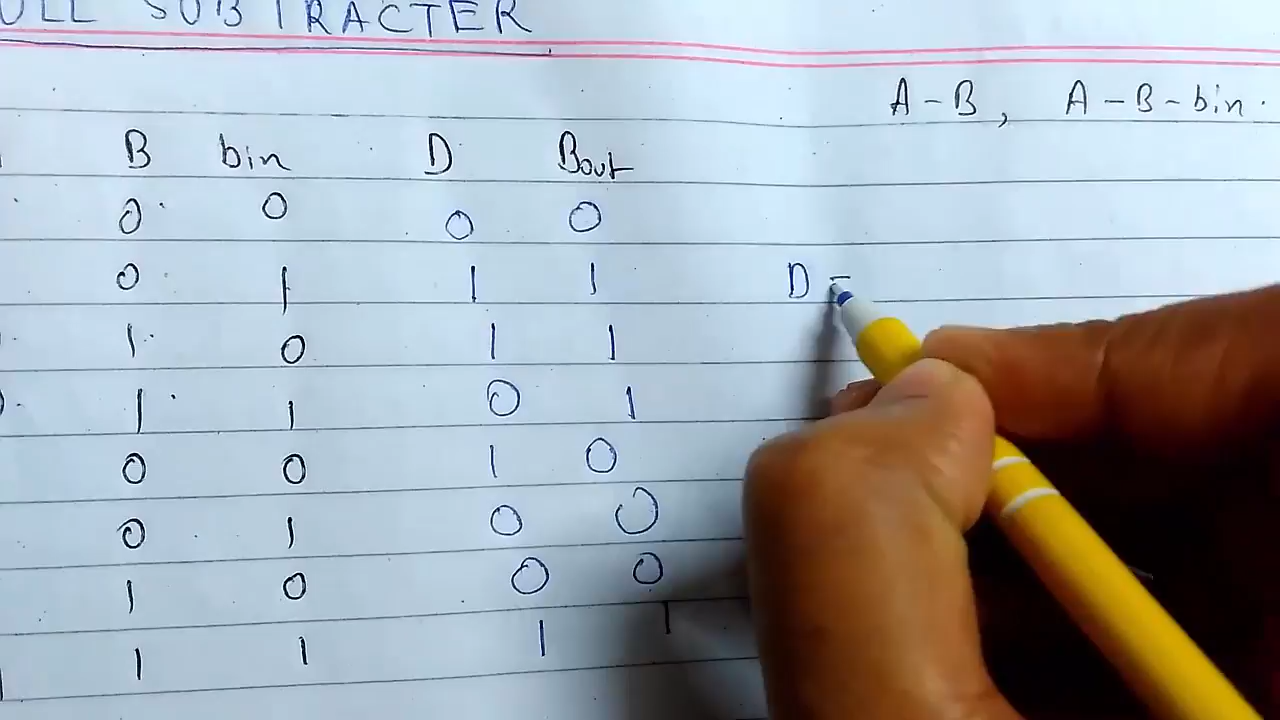 SUBTRACTER
A - B, A - B - bin.
B bin D Bout
0 0 0 0
0 1 1 1 D =
1 0 1 1
1 1 0 1
0 0 1 0
0 1 0 0
1 0 0 0
1 1 1 1